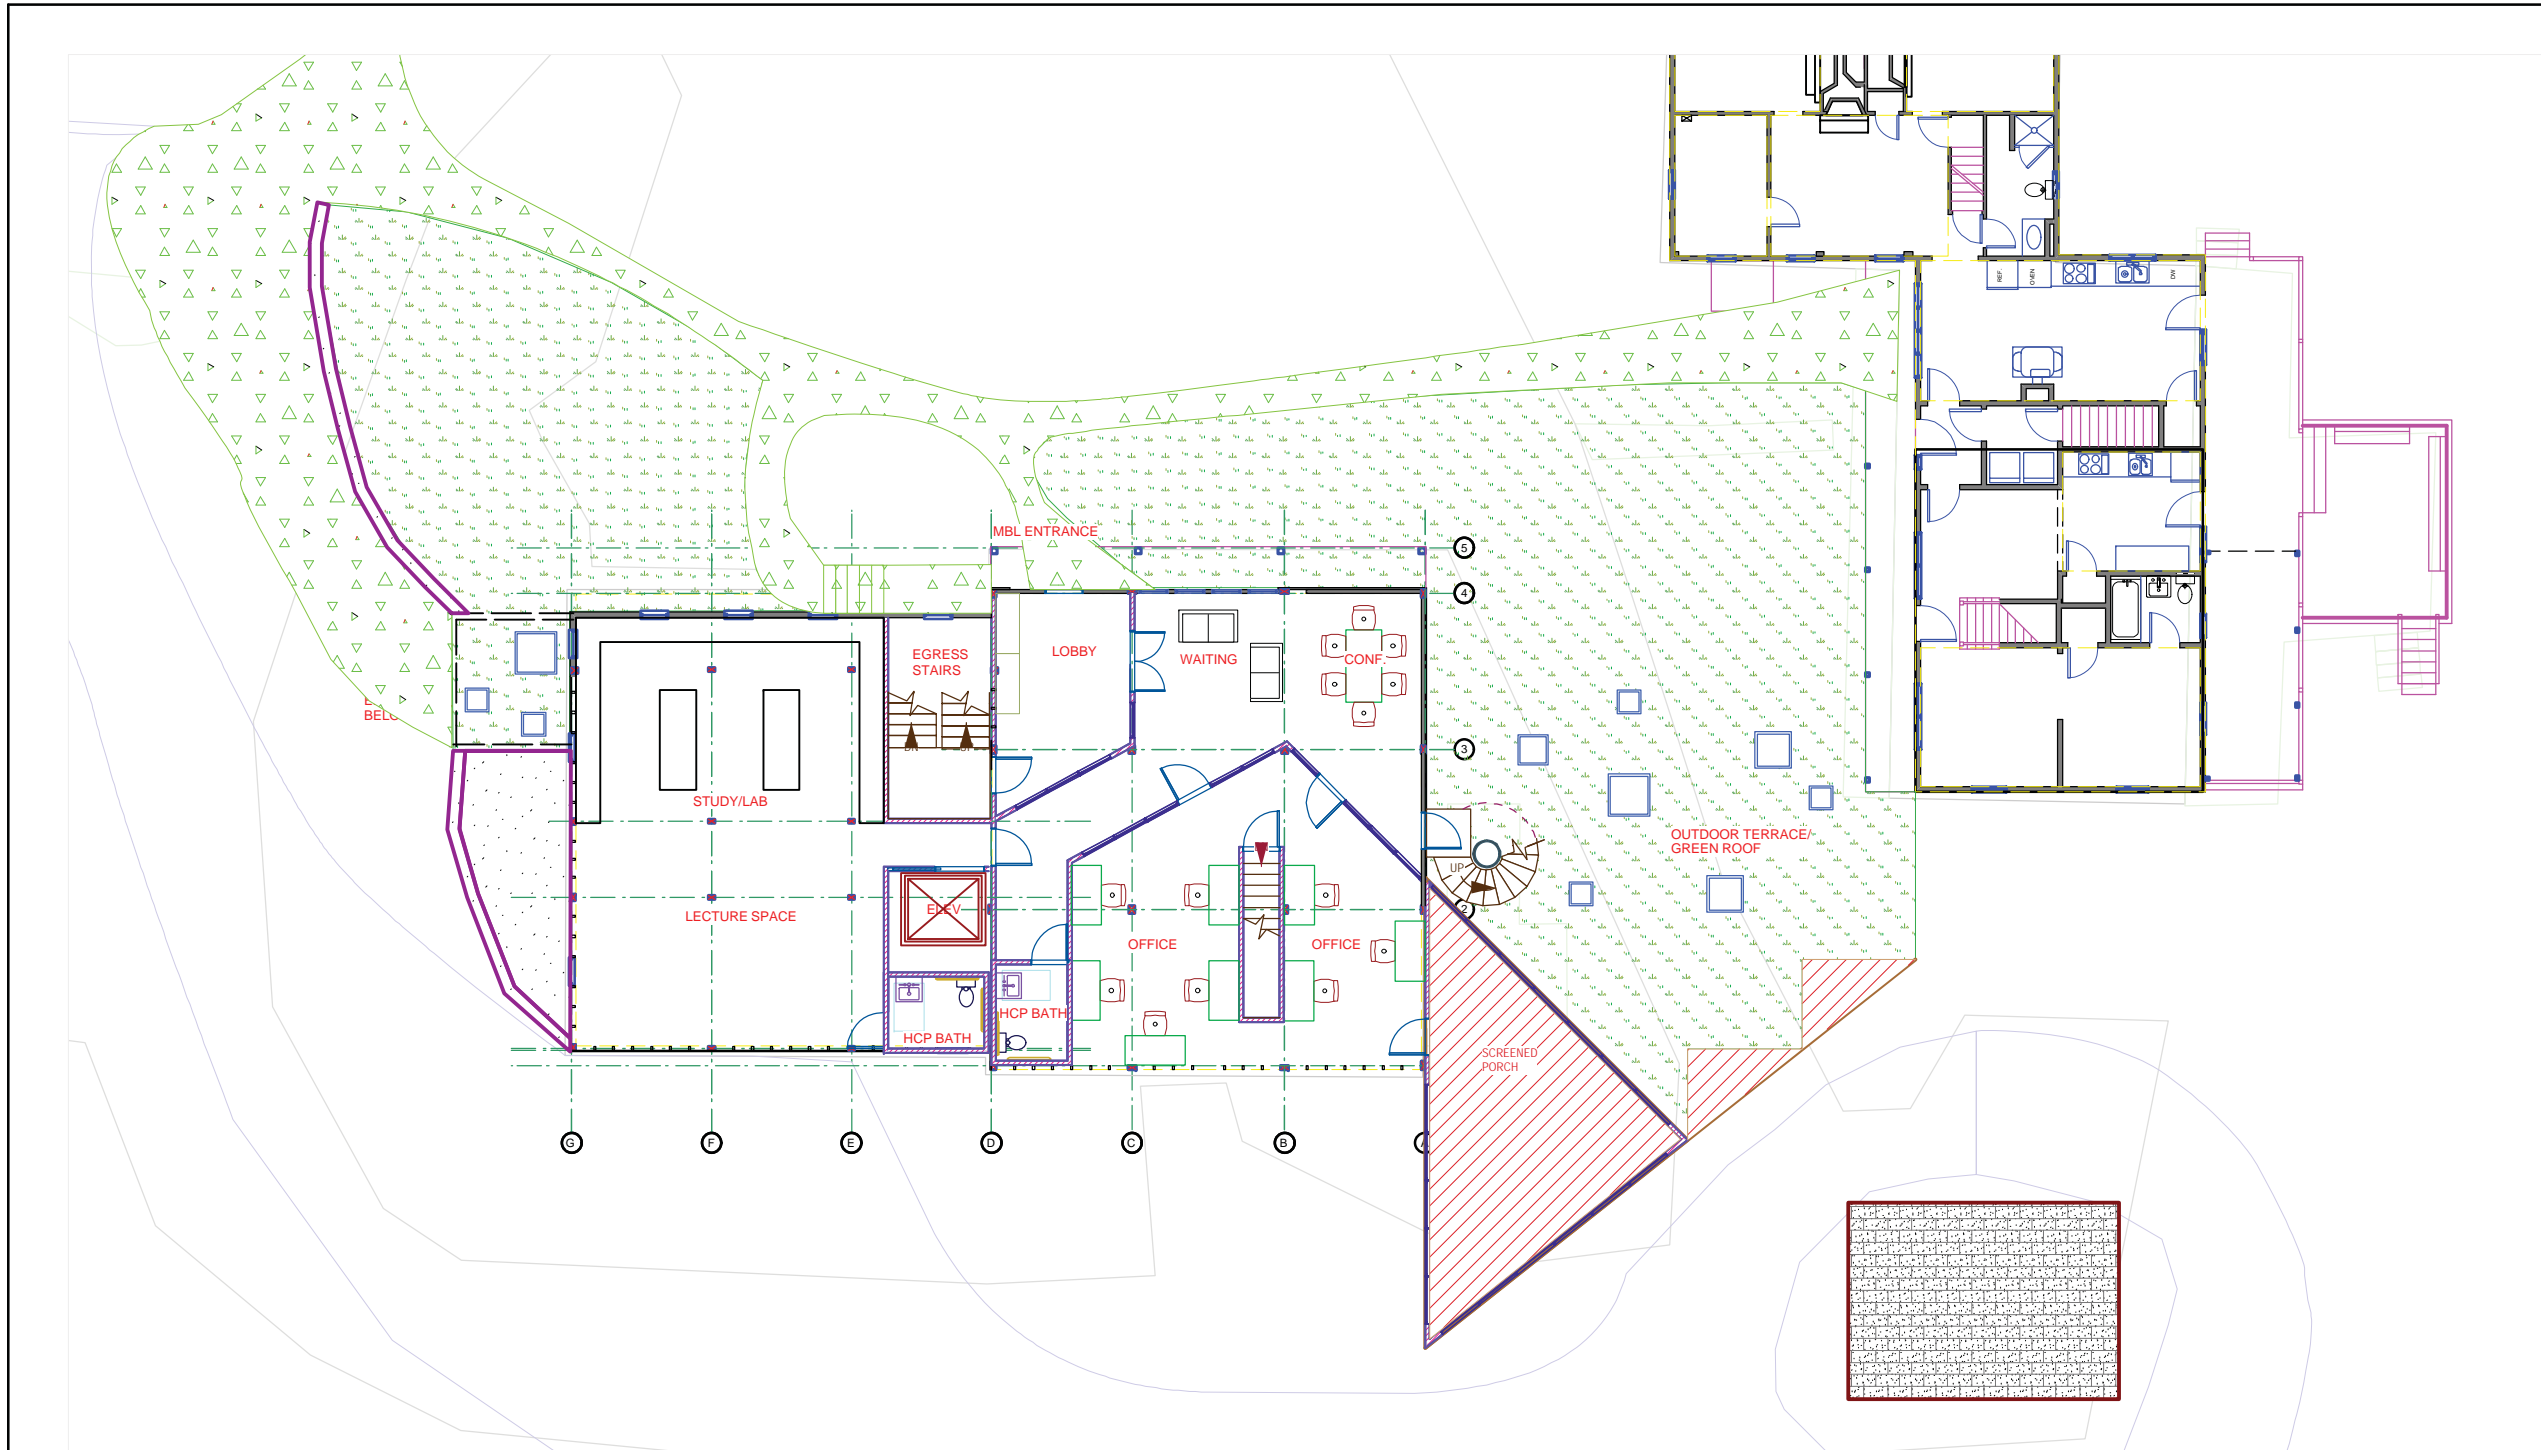 REF.
OVEN
DW
MBL ENTRANCE
5
4
EGRESS
STAIRS
LOBBY
WAITING
CONF.
3
STUDY/LAB
OUTDOOR TERRACE/
GREEN ROOF
UP
ELEV
2
LECTURE SPACE
OFFICE
OFFICE
HCP BATH
HCP BATH
SCREENED
PORCH
G
F
E
D
C
B